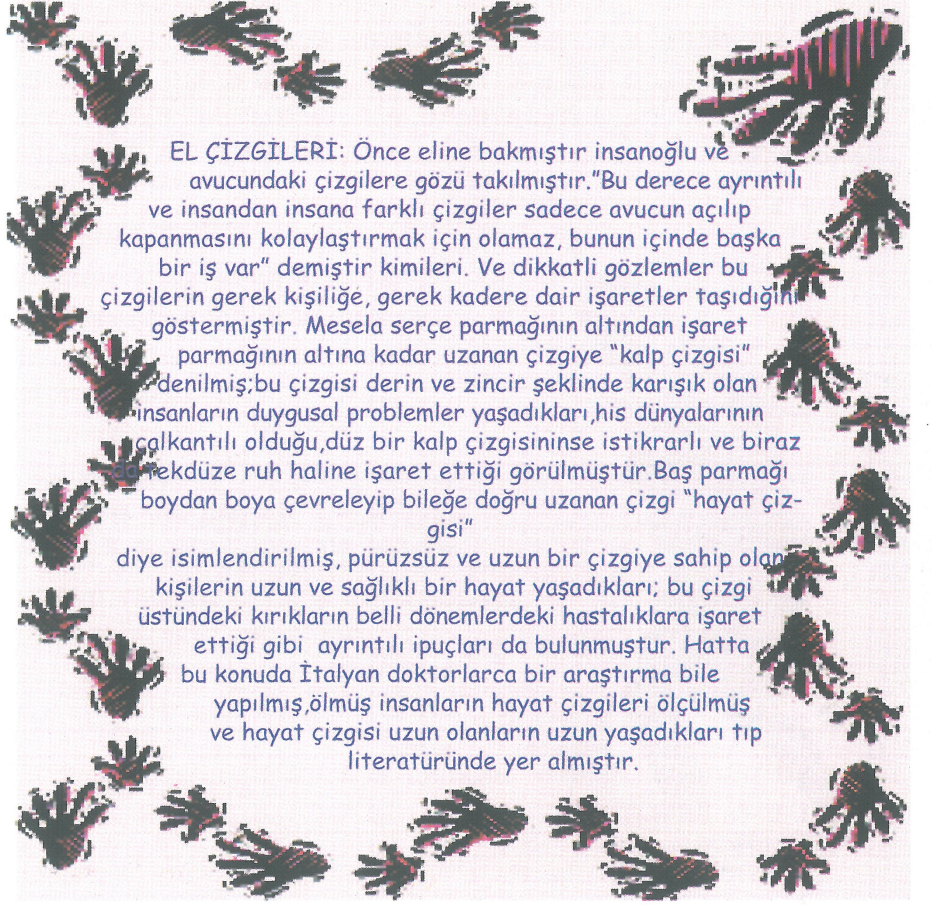 EL ÇİZGİLERİ: Önce eline bakmıştır insanoğlu ve
avucundaki çizgilere gözü takılmıştır.”Bu derece ayrıntılı
ve insandan insana farklı çizgiler sadece avucun açılıp
kapanmasını kolaylaştırmak için olamaz, bunun içinde başka
bir iş var” demiştir kimileri. Ve dikkatli gözlemler bu
çizgilerin gerek kişiliğe, gerek kadere dair işaretler taşıdığını
göstermiştir. Mesela serçe parmağının altından işaret
parmağının altına kadar uzanan çizgiye “kalp çizgisi”
denilmiş;bu çizgisi derin ve zincir şeklinde karışık olan
insanların duygusal problemler yaşadıkları,his dünyalarının
çalkantılı olduğu,düz bir kalp çizgisininse istikrarlı ve biraz
da tekdüze ruh haline işaret ettiği görülmüştür.Baş parmağı
boydan boya çevreleyip bileğe doğru uzanan çizgi “hayat çiz-
gisi”
diye isimlendirilmiş, pürüzsüz ve uzun bir çizgiye sahip olan
kişilerin uzun ve sağlıklı bir hayat yaşadıkları; bu çizgi
üstündeki kırıkların belli dönemlerdeki hastalıklara işaret
ettiği gibi  ayrıntılı ipuçları da bulunmuştur. Hatta
bu konuda İtalyan doktorlarca bir araştırma bile
yapılmış,ölmüş insanların hayat çizgileri ölçülmüş
ve hayat çizgisi uzun olanların uzun yaşadıkları tıp
literatüründe yer almıştır.